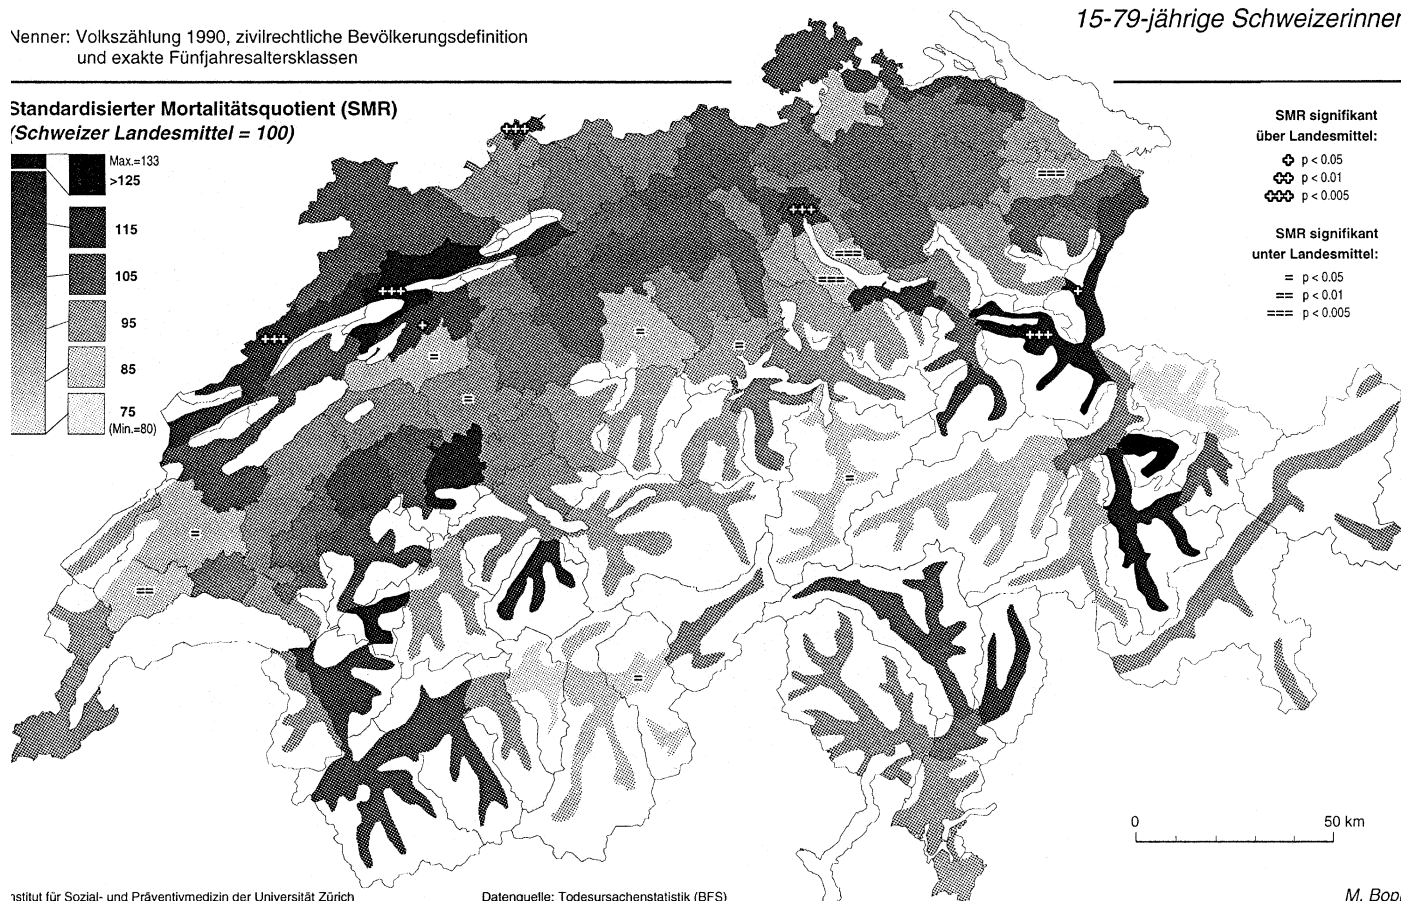 15-79-jährige Schweizerinnen
Nenner: Volkszählung 1990, zivilrechtliche Bevölkerungsdefinition
und exakte Fünfjahresaltersklassen
Standardisierter Mortalitätsquotient (SMR)
(Schweizer Landesmittel = 100)
Max.=133
>125
115
105
95
85
75
(Min.=80)
SMR signifikant
über Landesmittel:
+ p < 0.05
++ p < 0.01
+++ p < 0.005
SMR signifikant
unter Landesmittel:
= p < 0.05
== p < 0.01
=== p < 0.005
+++
===
+++
===
===
+++
+
+
+++
+++
=
=
=
=
=
=
==
=
0 50 km
Institut für Sozial- und Präventivmedizin der Universität Zürich
Datenquelle: Todesursachenstatistik (BFS)
M. Bopp